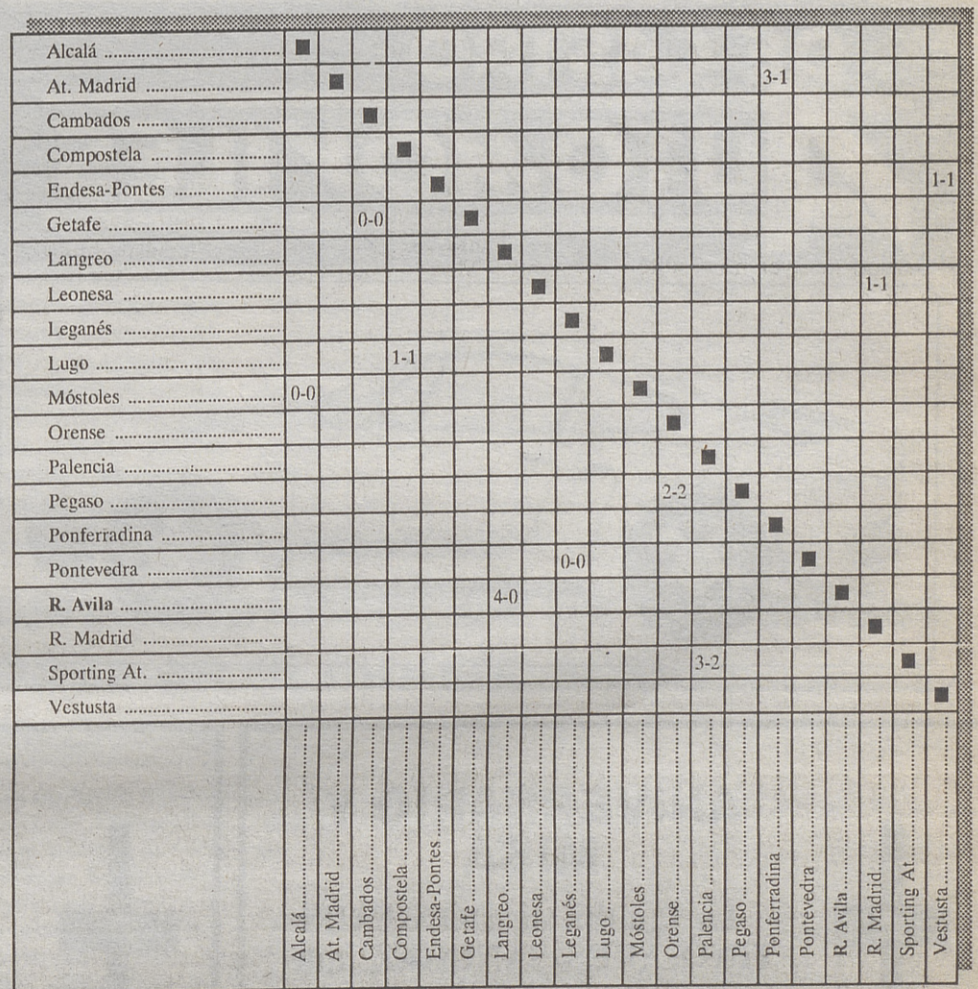 Alcalá ..............................
At. Madrid .............................. 3-1
Cambados ..............................
Compostela ..............................
Endesa-Pontes .............................. 1-1
Getafe .............................. 0-0
Langreo ..............................
Leonesa .............................. 1-1
Leganés ..............................
Lugo .............................. 1-1
Móstoles .............................. 0-0
Orense ..............................
Palencia ..............................
Pegaso .............................. 2-2
Ponferradina ..............................
Pontevedra .............................. 0-0
R. Avila .............................. 4-0
R. Madrid ..............................
Sporting At. .............................. 3-2
Vestusta ..............................
Alcalá..............................
At. Madrid..............................
Cambados..............................
Compostela..............................
Endesa-Pontes..............................
Getafe..............................
Langreo..............................
Leonesa..............................
Leganés..............................
Lugo..............................
Móstoles..............................
Orense..............................
Palencia..............................
Pegaso..............................
Ponferradina..............................
Pontevedra..............................
R. Avila..............................
R. Madrid..............................
Sporting At...............................
Vestusta..............................